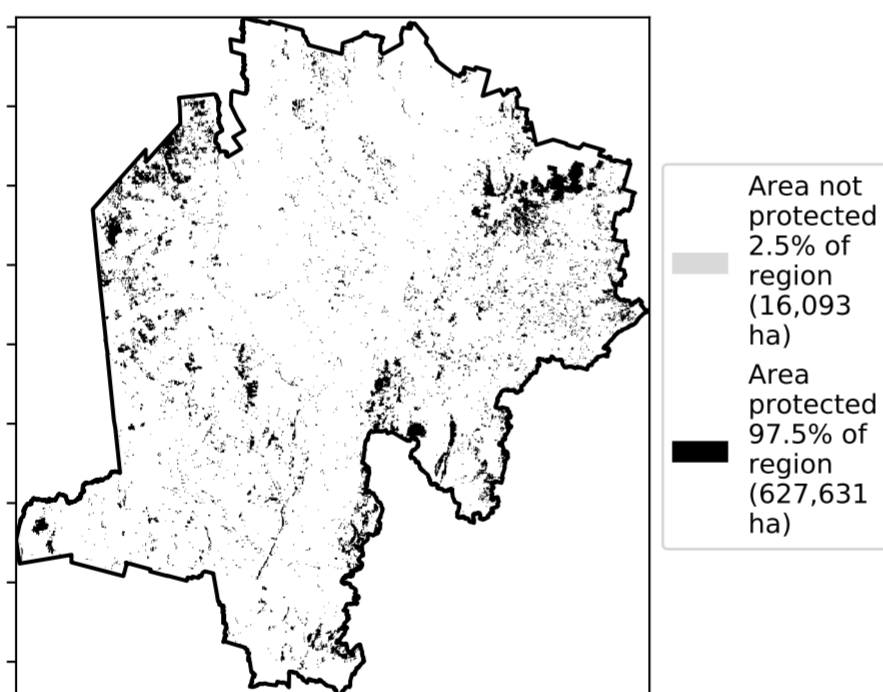 Area not
protected
2.5% of
region
(16,093
ha)
Area
protected
97.5% of
region
(627,631
ha)